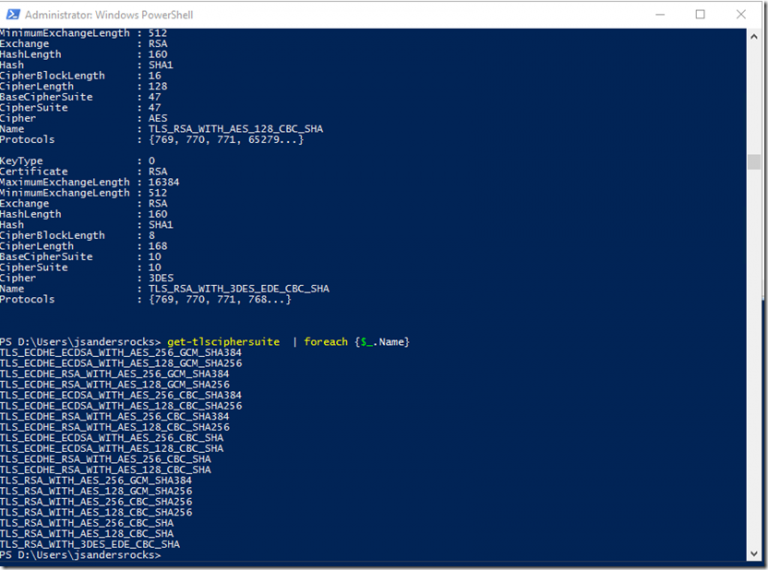 Administrator: Windows PowerShell
MinimumExchangeLength : 512
Exchange : RSA
HashLength : 160
Hash : SHA1
CipherBlockLength : 16
CipherLength : 128
BaseCipherSuite : 47
CipherSuite : 47
Cipher : AES
Name : TLS_RSA_WITH_AES_128_CBC_SHA
Protocols : {769, 770, 771, 65279...}
KeyType : 0
Certificate : RSA
MaximumExchangeLength : 16384
MinimumExchangeLength : 512
Exchange : RSA
HashLength : 160
Hash : SHA1
CipherBlockLength : 8
CipherLength : 168
BaseCipherSuite : 10
CipherSuite : 10
Cipher : 3DES
Name : TLS_RSA_WITH_3DES_EDE_CBC_SHA
Protocols : {769, 770, 771, 768...}
PS D:\Users\jsandersrocks> get-tlsciphersuite | foreach {$_.Name}
TLS_ECDHE_ECDSA_WITH_AES_256_GCM_SHA384
TLS_ECDHE_ECDSA_WITH_AES_128_GCM_SHA256
TLS_ECDHE_RSA_WITH_AES_256_GCM_SHA384
TLS_ECDHE_RSA_WITH_AES_128_GCM_SHA256
TLS_ECDHE_ECDSA_WITH_AES_256_CBC_SHA384
TLS_ECDHE_ECDSA_WITH_AES_128_CBC_SHA256
TLS_ECDHE_RSA_WITH_AES_256_CBC_SHA384
TLS_ECDHE_RSA_WITH_AES_128_CBC_SHA256
TLS_ECDHE_ECDSA_WITH_AES_256_CBC_SHA
TLS_ECDHE_ECDSA_WITH_AES_128_CBC_SHA
TLS_ECDHE_RSA_WITH_AES_256_CBC_SHA
TLS_ECDHE_RSA_WITH_AES_128_CBC_SHA
TLS_RSA_WITH_AES_256_GCM_SHA384
TLS_RSA_WITH_AES_128_GCM_SHA256
TLS_RSA_WITH_AES_256_CBC_SHA256
TLS_RSA_WITH_AES_128_CBC_SHA256
TLS_RSA_WITH_AES_256_CBC_SHA
TLS_RSA_WITH_AES_128_CBC_SHA
TLS_RSA_WITH_3DES_EDE_CBC_SHA
PS D:\Users\jsandersrocks>